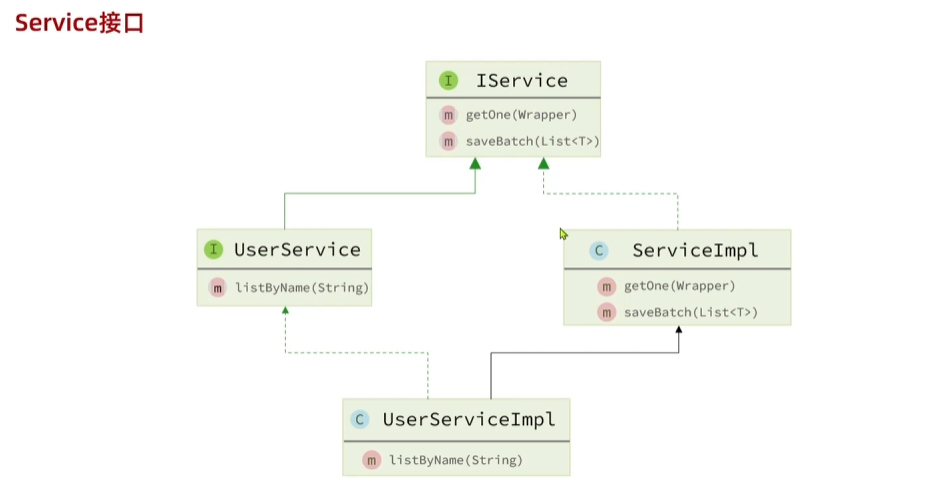 Service接口
I IService
m getOne(Wrapper)
m saveBatch(List<T>)
I UserService
m listByName(String)
C ServiceImpl
m getOne(Wrapper)
m saveBatch(List<T>)
C UserServiceImpl
m listByName(String)